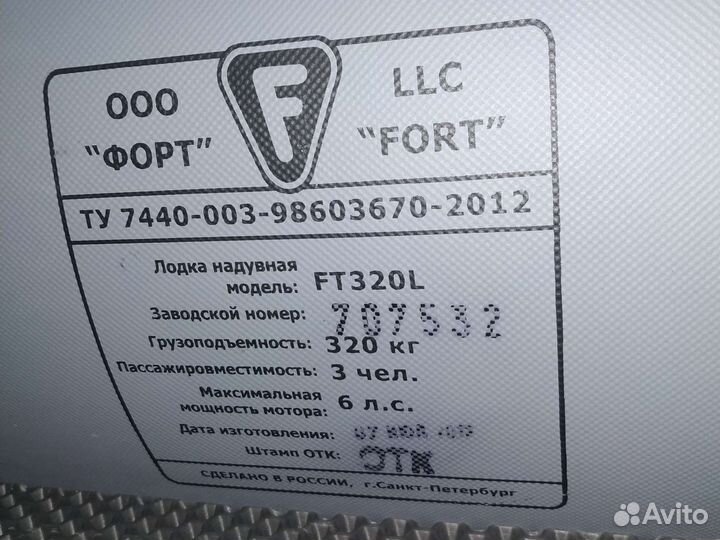 ООО
"ФОРТ"
F
LLC
"FORT"
ТУ 7440-003-98603670-2012
Лодка надувная
модель: FT320L
Заводской номер: 707532
Грузоподъемность: 320 кг
Пассажировместимость: 3 чел.
Максимальная
мощность мотора: 6 л.с.
Дата изготовления:
Штамп ОТК: ОТК
СДЕЛАНО В РОССИИ, г.Санкт-Петербург
Avito